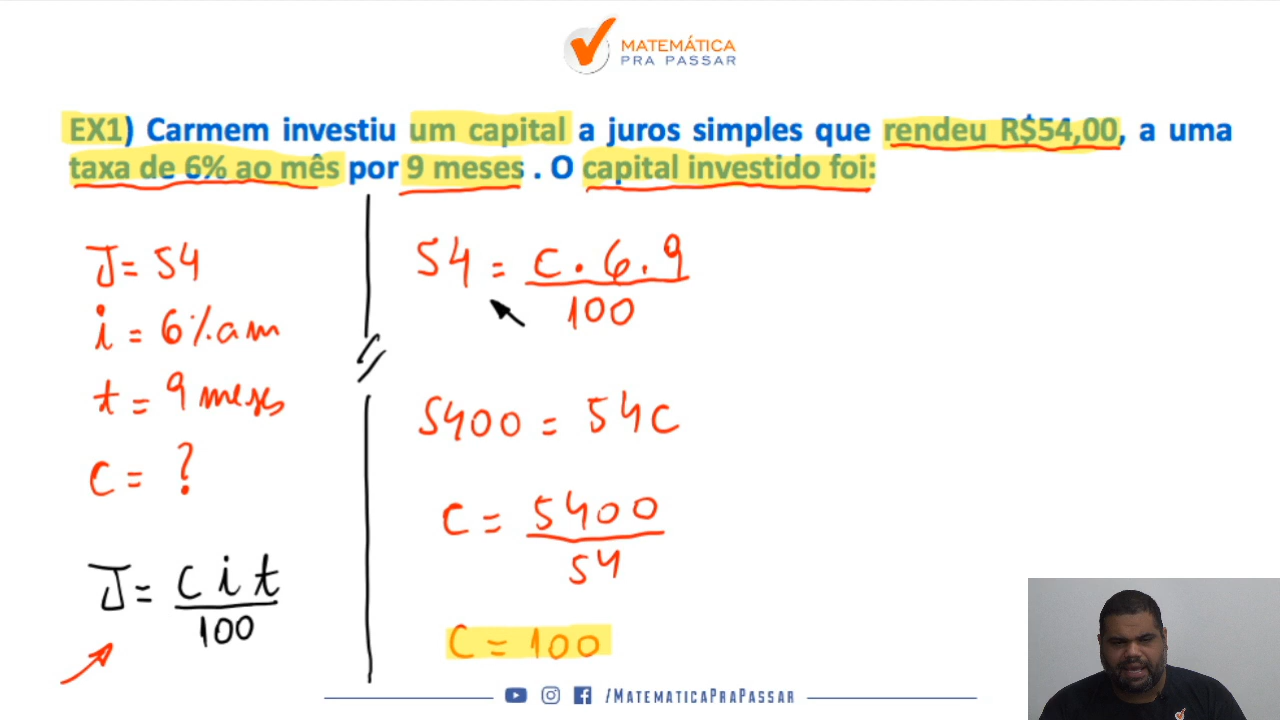 MATEMÁTICA
PRA PASSAR
EX1) Carmem investiu um capital a juros simples que rendeu R$54,00, a uma
taxa de 6% ao mês por 9 meses . O capital investido foi:
J = 54
i = 6% am
t = 9 meses
C = ?
J = C i t
100
54 = C . 6 . 9
100
5400 = 54C
C = 5400
54
C = 100
/MATEMATICAPRAPASSAR